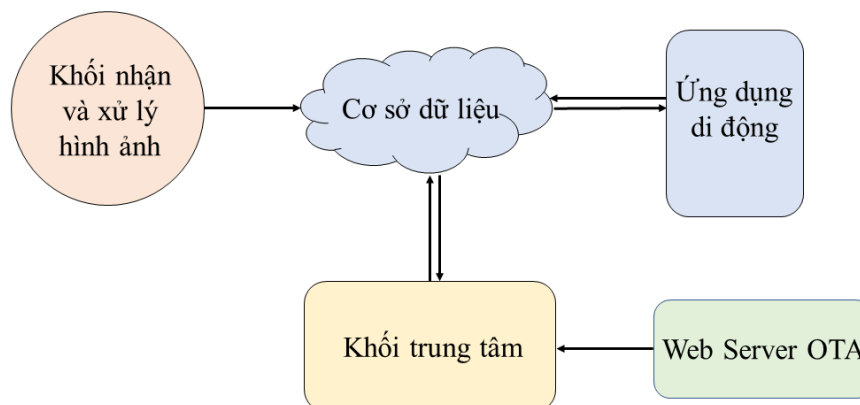 Khối nhận
và xử lý
hình ảnh
Cơ sở dữ liệu
Ứng dụng
di động
Khối trung tâm
Web Server OTA